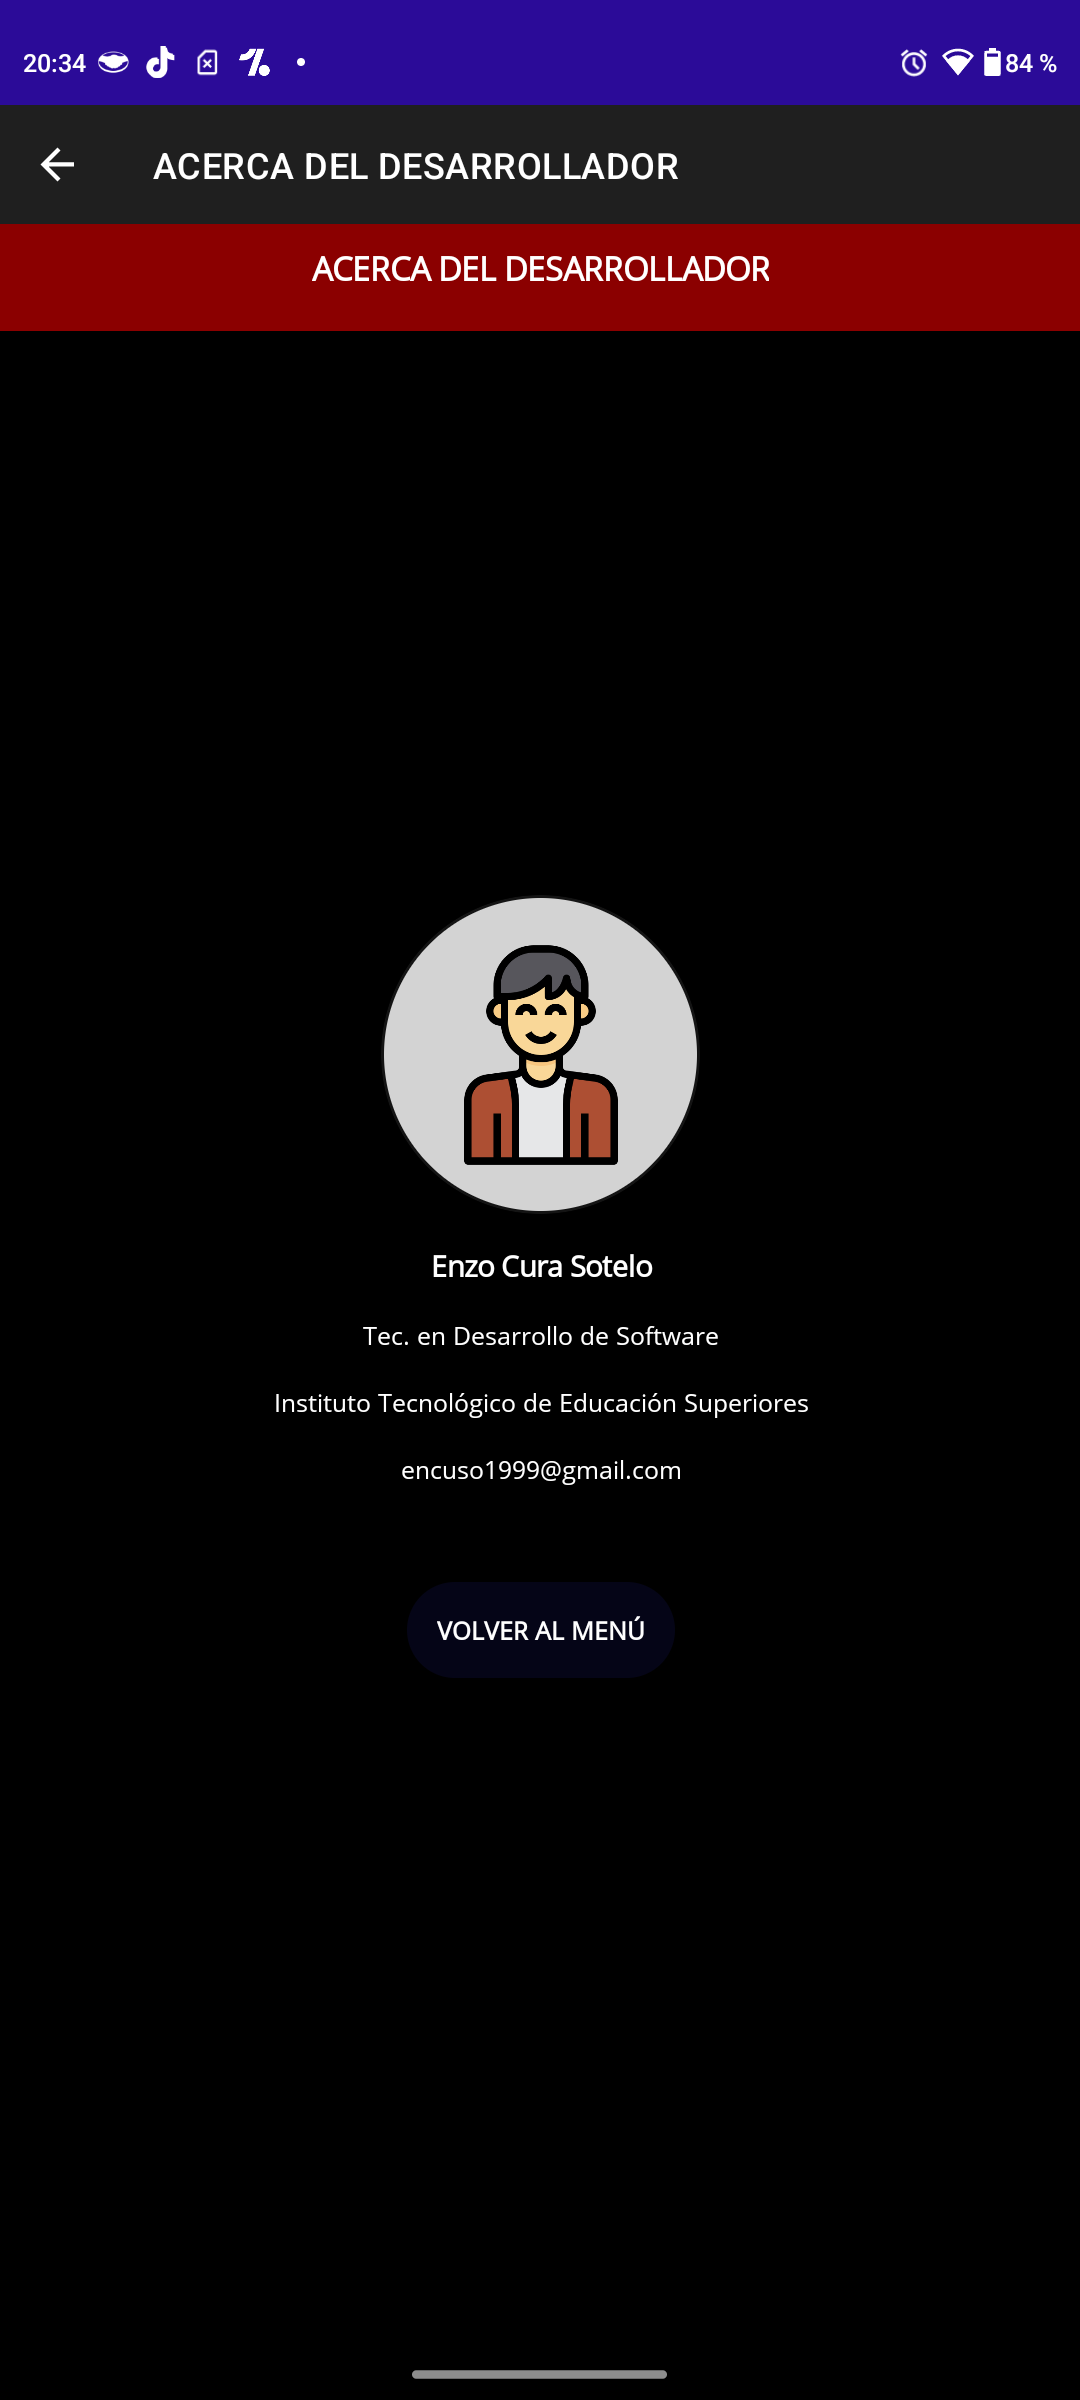 20:34 84 %
ACERCA DEL DESARROLLADOR
ACERCA DEL DESARROLLADOR
Enzo Cura Sotelo
Tec. en Desarrollo de Software
Instituto Tecnológico de Educación Superiores
encuso1999@gmail.com
VOLVER AL MENÚ